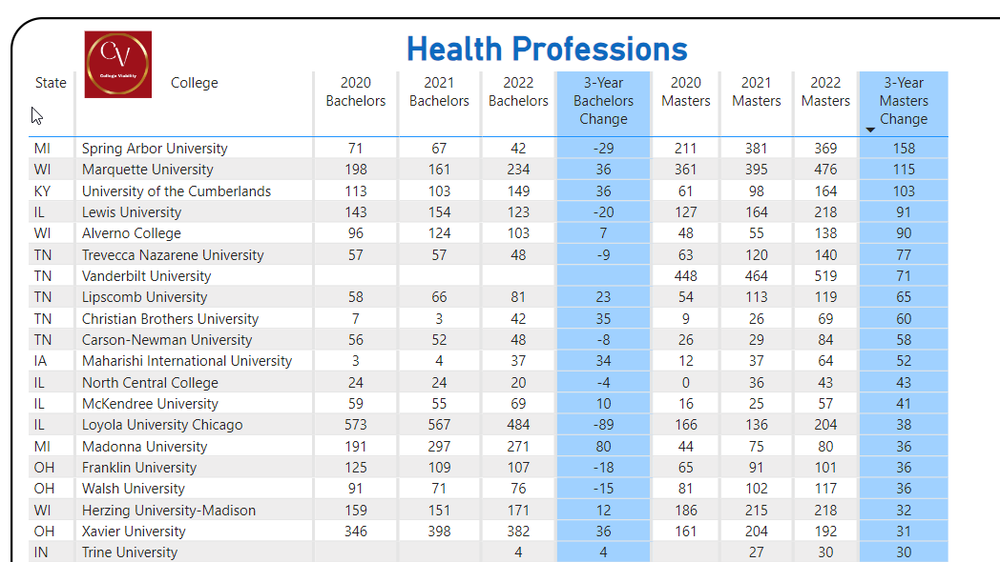 CV
College Viability
Health Professions
State College 2020 Bachelors 2021 Bachelors 2022 Bachelors 3-Year Bachelors Change 2020 Masters 2021 Masters 2022 Masters 3-Year Masters Change
MI Spring Arbor University 71 67 42 -29 211 381 369 158
WI Marquette University 198 161 234 36 361 395 476 115
KY University of the Cumberlands 113 103 149 36 61 98 164 103
IL Lewis University 143 154 123 -20 127 164 218 91
WI Alverno College 96 124 103 7 48 55 138 90
TN Trevecca Nazarene University 57 57 48 -9 63 120 140 77
TN Vanderbilt University 448 464 519 71
TN Lipscomb University 58 66 81 23 54 113 119 65
TN Christian Brothers University 7 3 42 35 9 26 69 60
TN Carson-Newman University 56 52 48 -8 26 29 84 58
IA Maharishi International University 3 4 37 34 12 37 64 52
IL North Central College 24 24 20 -4 0 36 43 43
IL McKendree University 59 55 69 10 16 25 57 41
IL Loyola University Chicago 573 567 484 -89 166 136 204 38
MI Madonna University 191 297 271 80 44 75 80 36
OH Franklin University 125 109 107 -18 65 91 101 36
OH Walsh University 91 71 76 -15 81 102 117 36
WI Herzing University-Madison 159 151 171 12 186 215 218 32
OH Xavier University 346 398 382 36 161 204 192 31
IN Trine University 4 4 27 30 30